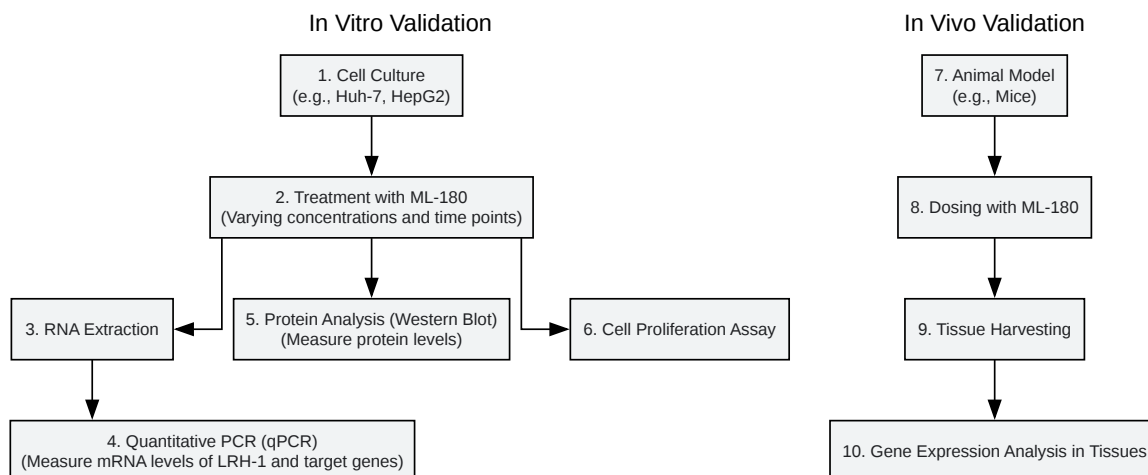 In Vitro Validation
1. Cell Culture
(e.g., Huh-7, HepG2)
2. Treatment with ML-180
(Varying concentrations and time points)
3. RNA Extraction
5. Protein Analysis (Western Blot)
(Measure protein levels)
6. Cell Proliferation Assay
4. Quantitative PCR (qPCR)
(Measure mRNA levels of LRH-1 and target genes)
In Vivo Validation
7. Animal Model
(e.g., Mice)
8. Dosing with ML-180
9. Tissue Harvesting
10. Gene Expression Analysis in Tissues